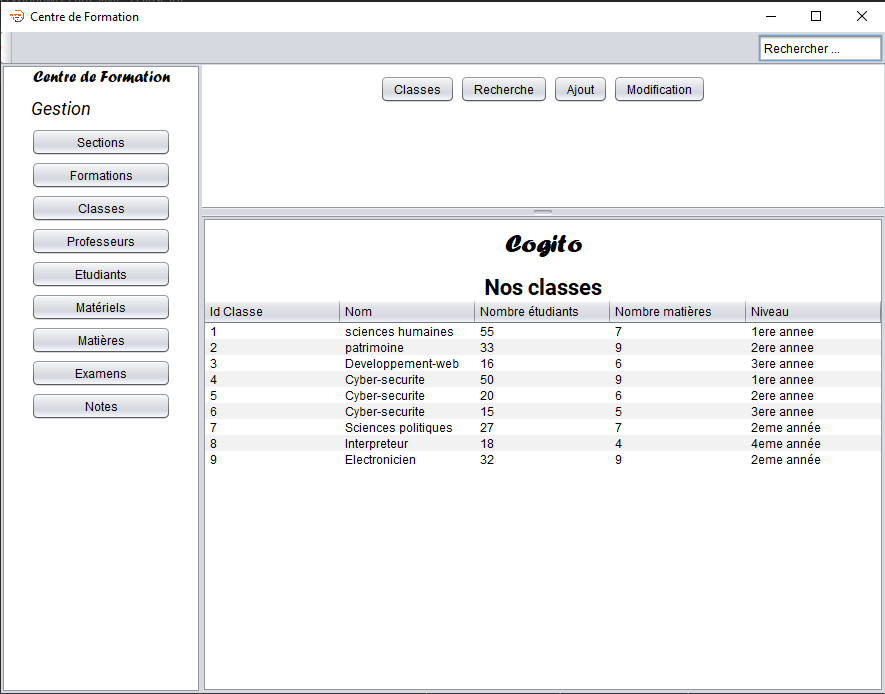 Centre de Formation
Rechercher ...
Centre de Formation
Gestion
Sections
Formations
Classes
Professeurs
Etudiants
Matériels
Matières
Examens
Notes
Classes Recherche Ajout Modification
Cogito
Nos classes
Id Classe Nom Nombre étudiants Nombre matières Niveau
1 sciences humaines 55 7 1ere annee
2 patrimoine 33 9 2ere annee
3 Developpement-web 16 6 3ere annee
4 Cyber-securite 50 9 1ere annee
5 Cyber-securite 20 6 2ere annee
6 Cyber-securite 15 5 3ere annee
7 Sciences politiques 27 7 2eme année
8 Interpreteur 18 4 4eme année
9 Electronicien 32 9 2eme année